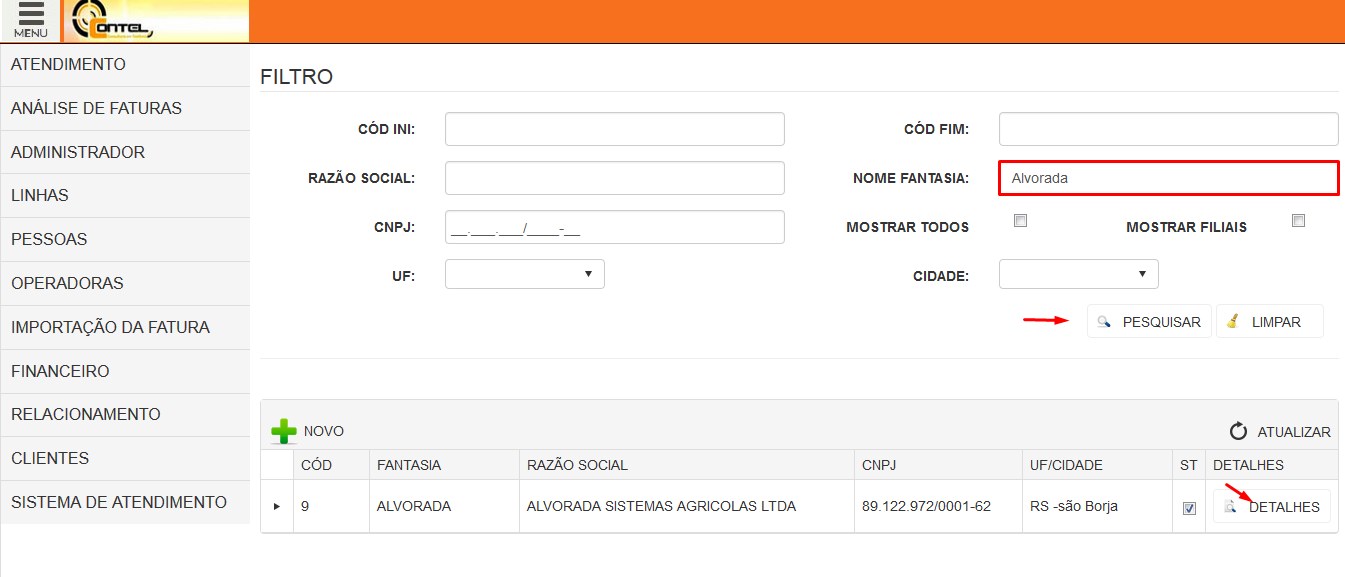 MENU
CONTEL
ATENDIMENTO
ANÁLISE DE FATURAS
ADMINISTRADOR
LINHAS
PESSOAS
OPERADORAS
IMPORTAÇÃO DA FATURA
FINANCEIRO
RELACIONAMENTO
CLIENTES
SISTEMA DE ATENDIMENTO
FILTRO
CÓD INI: CÓD FIM:
RAZÃO SOCIAL: NOME FANTASIA: Alvorada
CNPJ: __.___.___/____-__ MOSTRAR TODOS MOSTRAR FILIAIS
UF: CIDADE:
PESQUISAR LIMPAR
NOVO ATUALIZAR
CÓD FANTASIA RAZÃO SOCIAL CNPJ UF/CIDADE ST DETALHES
9 ALVORADA ALVORADA SISTEMAS AGRICOLAS LTDA 89.122.972/0001-62 RS -são Borja DETALHES